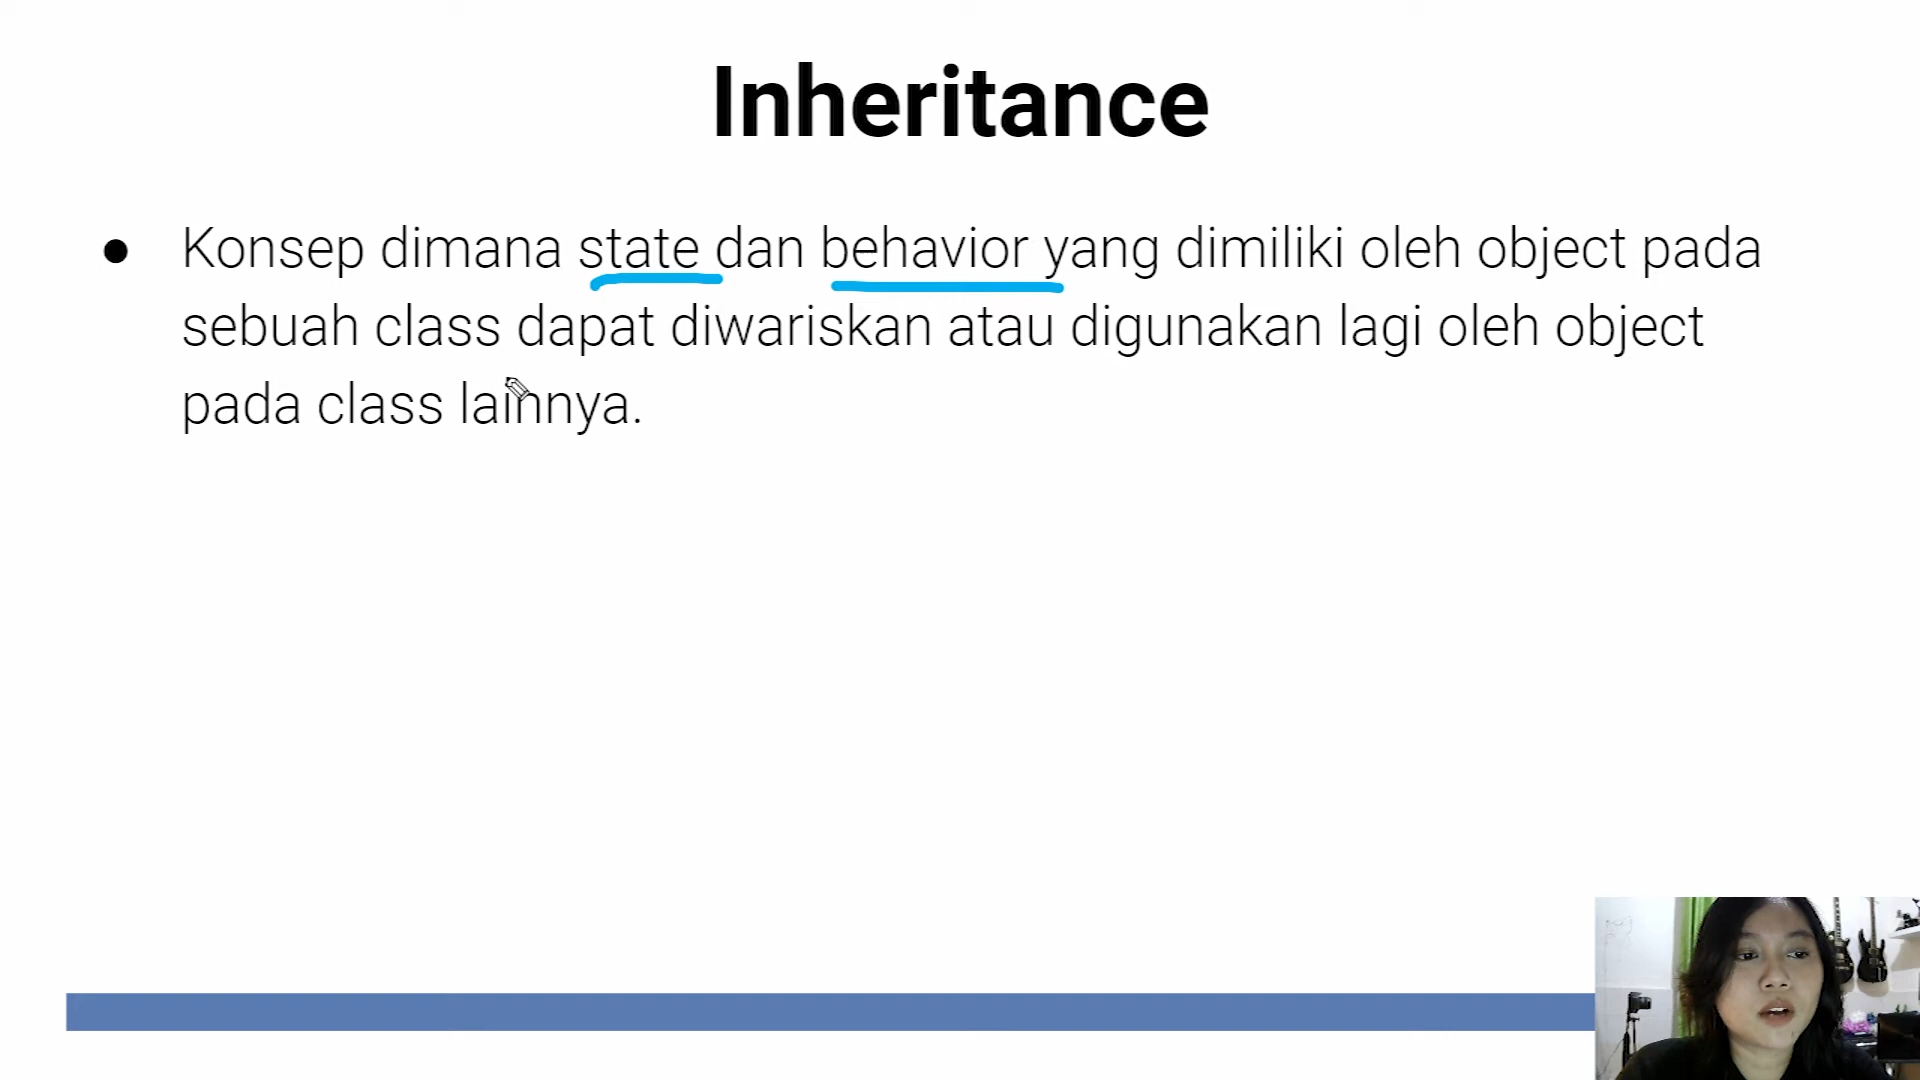 Inheritance
● Konsep dimana state dan behavior yang dimiliki oleh object pada
sebuah class dapat diwariskan atau digunakan lagi oleh object
pada class lainnya.